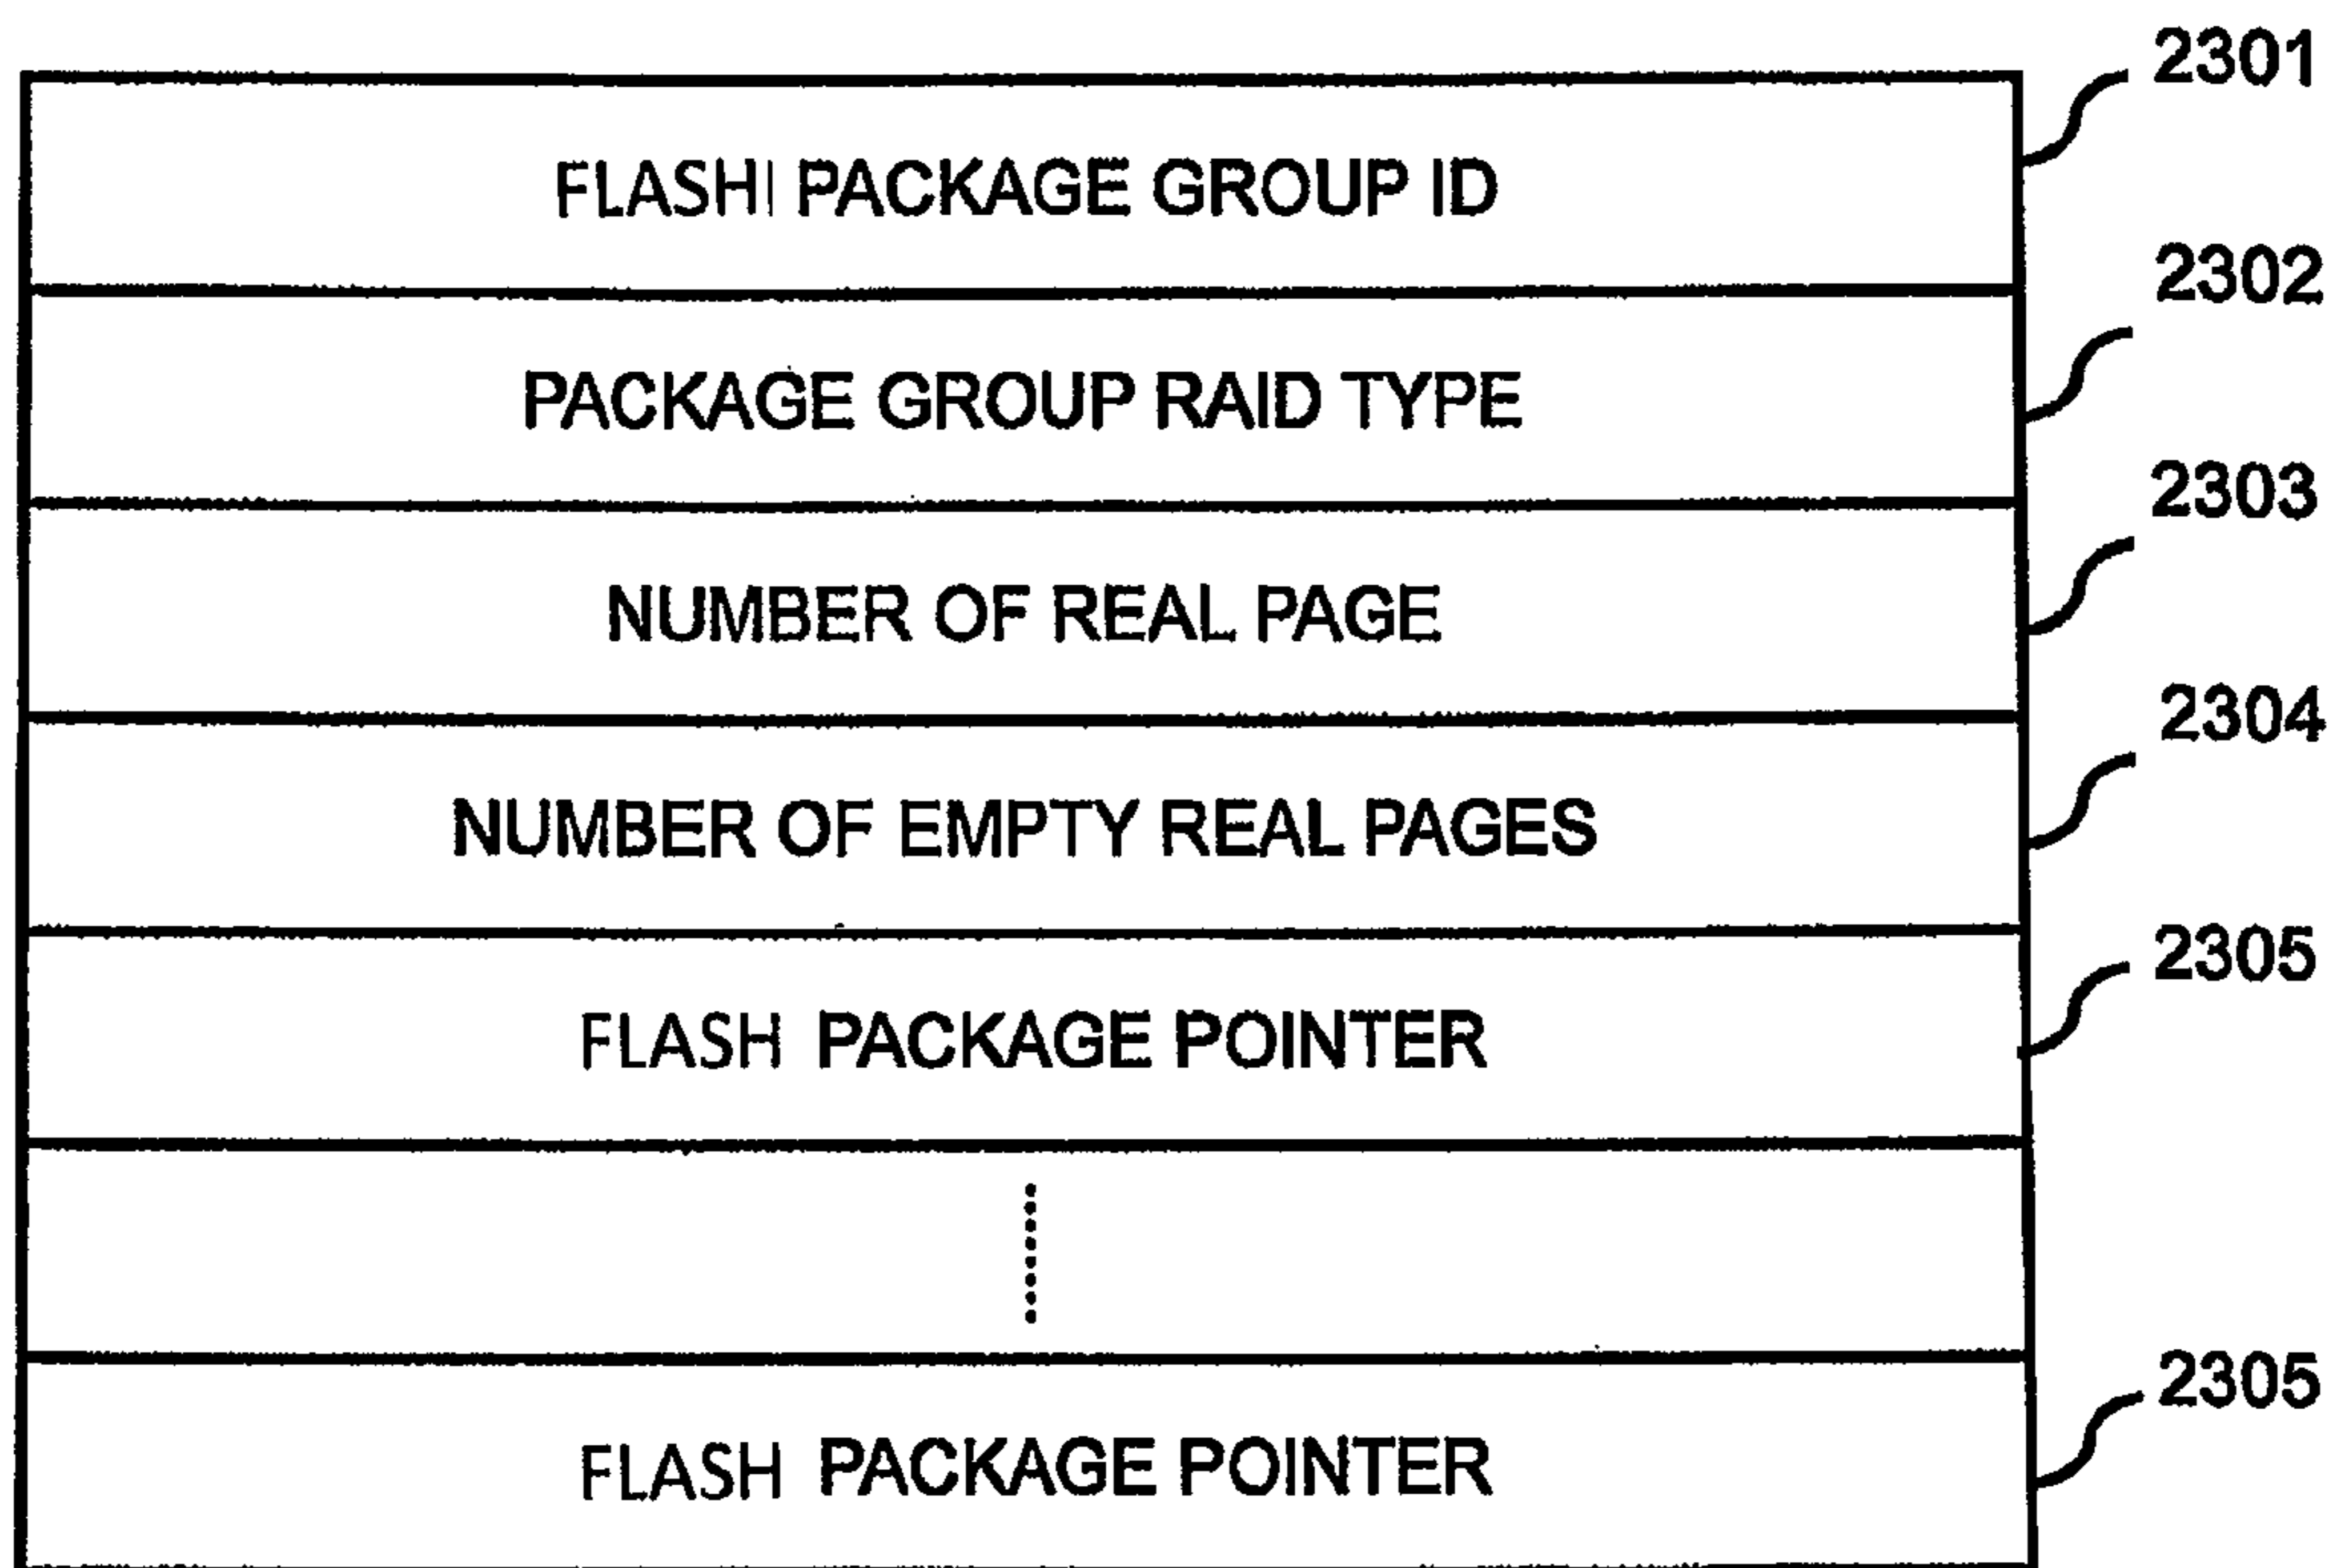 2301
FLASHI PACKAGE GROUP ID
2302
PACKAGE GROUP RAID TYPE
2303
NUMBER OF REAL PAGE
2304
NUMBER OF EMPTY REAL PAGES
2305
FLASH PACKAGE POINTER
2305
FLASH PACKAGE POINTER